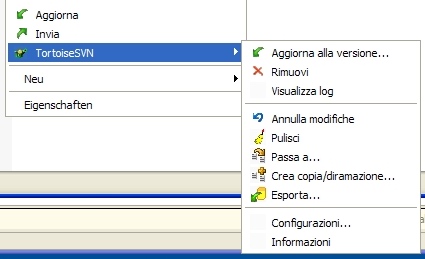 Aggiorna
Invia
TortoiseSVN
Neu
Eigenschaften
Aggiorna alla versione...
Rimuovi
Visualizza log
Annulla modifiche
Pulisci
Passa a...
Crea copia/diramazione...
Esporta...
Configurazioni...
Informazioni